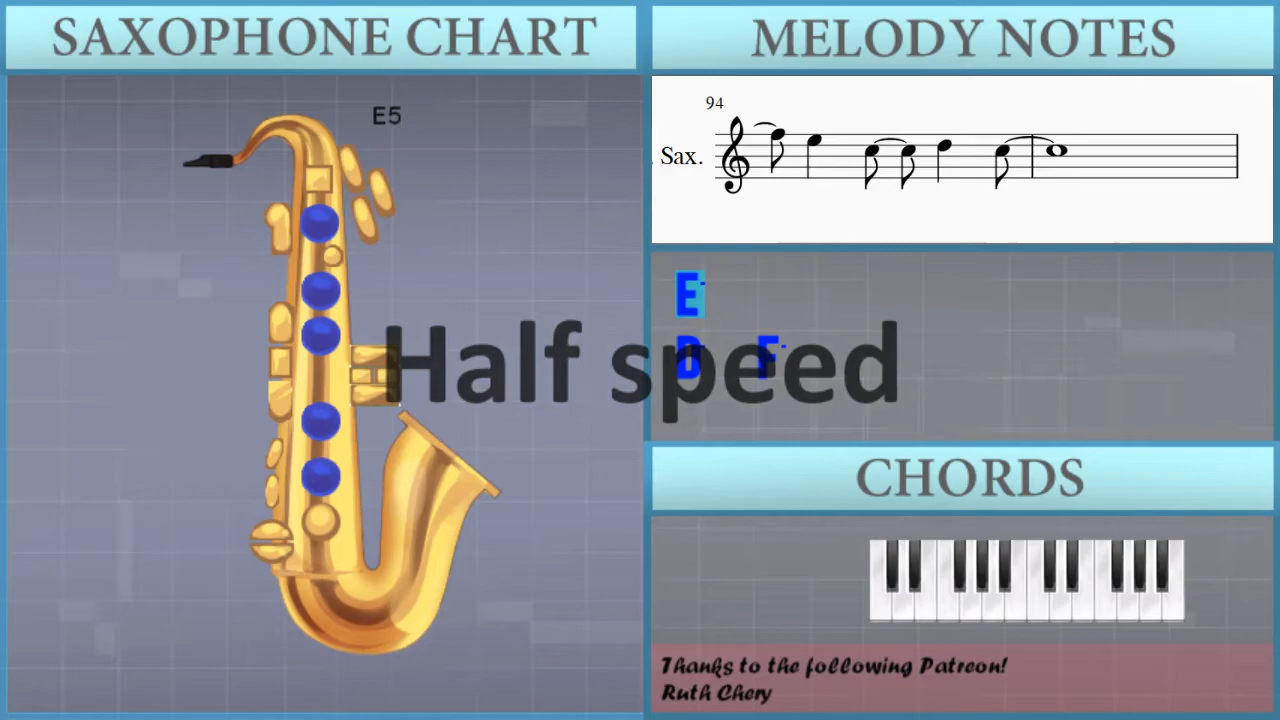 SAXOPHONE CHART
MELODY NOTES
E5
94
. Sax.
E
D F
Half speed
CHORDS
Thanks to the following Patreon!
Ruth Chery